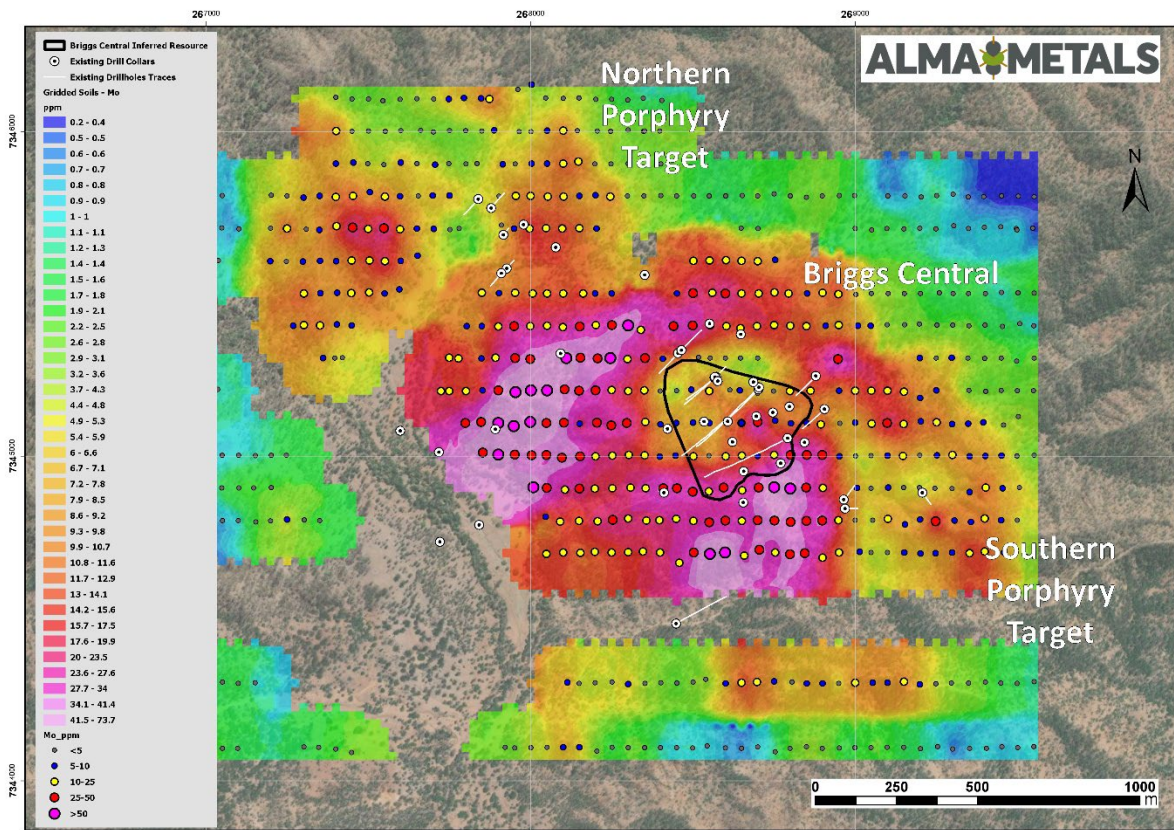 267000
268000
269000
Briggs Central Inferred Resource
Existing Drill Collars
Existing Drillholes Traces
Gridded Soils - Mo
ppm
0.2 - 0.4
0.5 - 0.5
0.6 - 0.6
0.7 - 0.7
0.8 - 0.8
0.9 - 0.9
1 - 1
1.1 - 1.1
1.2 - 1.3
1.4 - 1.4
1.5 - 1.6
1.7 - 1.8
1.9 - 2.1
2.2 - 2.5
2.6 - 2.8
2.9 - 3.1
3.2 - 3.6
3.7 - 4.3
4.4 - 4.8
4.9 - 5.3
5.4 - 5.9
6 - 6.6
6.7 - 7.1
7.2 - 7.8
7.9 - 8.5
8.6 - 9.2
9.3 - 9.8
9.9 - 10.7
10.8 - 11.6
11.7 - 12.9
13 - 14.1
14.2 - 15.6
15.7 - 17.5
17.6 - 19.9
20 - 23.5
23.6 - 27.6
27.7 - 34
34.1 - 41.4
41.5 - 73.7
Mo_ppm
<5
5-10
10-25
25-50
>50
ALMA METALS
Northern
Porphyry
Target
N
Briggs Central
Southern
Porphyry
Target
7346000
7345000
7344000
0 250 500 1000
m